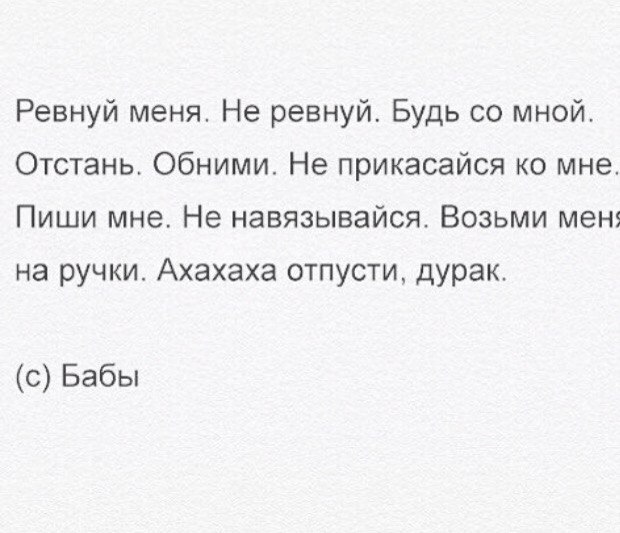 Ревнуй меня. Не ревнуй. Будь со мной.
Отстань. Обними. Не прикасайся ко мне.
Пиши мне. Не навязывайся. Возьми меня
на ручки. Ахахаха отпусти, дурак.
(с) Бабы